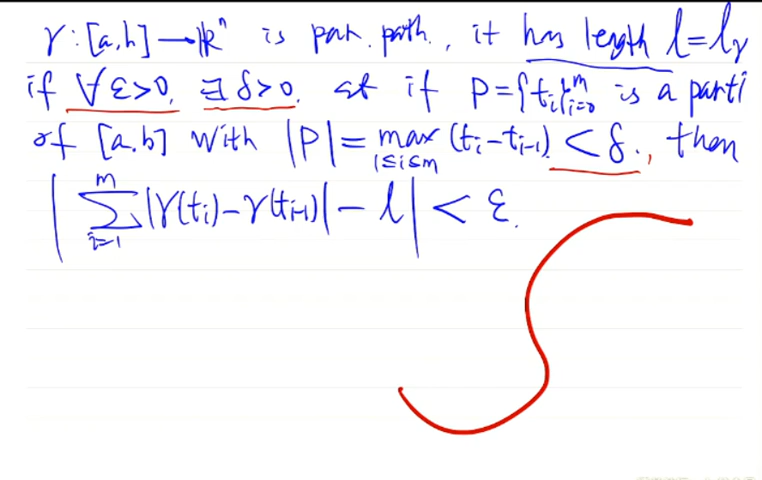 γ: [a,b] → ℝⁿ is par. path, it has length l = l_γ
if ∀ ε>0, ∃ δ>0, st if P = {t_i}_{i=0}^m is a parti
of [a,b] with |P| = max_{1≤i≤m} (t_i - t_{i-1}) < δ, then
| Σ_{i=1}^m |γ(t_i) - γ(t_{i-1})| - l | < ε.